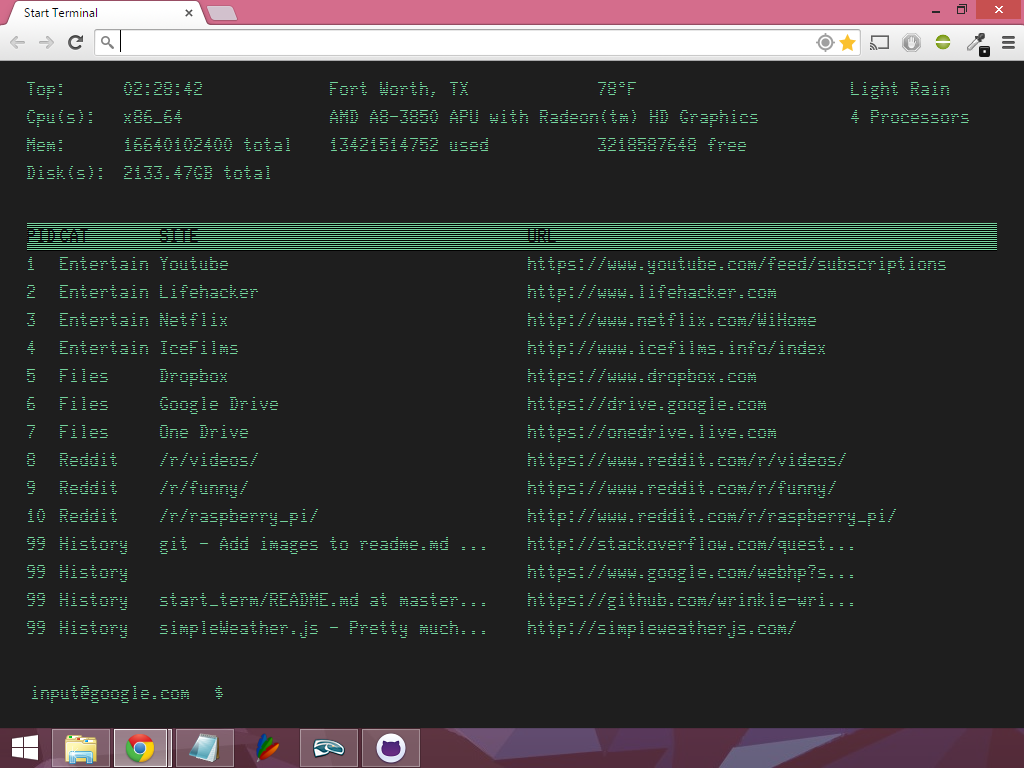 Start Terminal
Top: 02:28:42 Fort Worth, TX 78°F Light Rain
Cpu(s): x86_64 AMD A8-3850 APU with Radeon(tm) HD Graphics 4 Processors
Mem: 16640102400 total 13421514752 used 3218587648 free
Disk(s): 2133.47GB total
PID CAT SITE URL
1 Entertain Youtube https://www.youtube.com/feed/subscriptions
2 Entertain Lifehacker http://www.lifehacker.com
3 Entertain Netflix http://www.netflix.com/WiHome
4 Entertain IceFilms http://www.icefilms.info/index
5 Files Dropbox https://www.dropbox.com
6 Files Google Drive https://drive.google.com
7 Files One Drive https://onedrive.live.com
8 Reddit /r/videos/ https://www.reddit.com/r/videos/
9 Reddit /r/funny/ https://www.reddit.com/r/funny/
10 Reddit /r/raspberry_pi/ http://www.reddit.com/r/raspberry_pi/
99 History git - Add images to readme.md ... http://stackoverflow.com/quest...
99 History https://www.google.com/webhp?s...
99 History start_term/README.md at master... https://github.com/wrinkle-wri...
99 History simpleWeather.js - Pretty much... http://simpleweatherjs.com/
input@google.com $